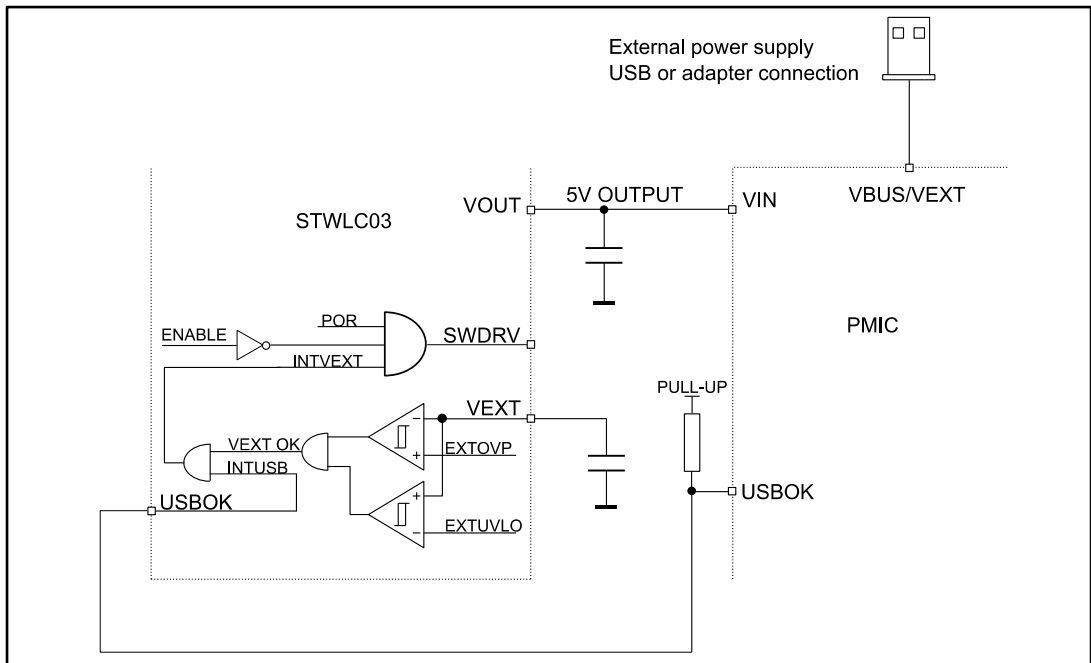 External power supply
USB or adapter connection
VOUT
5V OUTPUT
VIN
VBUS/VEXT
STWLC03
PMIC
POR
ENABLE
SWDRV
INTVEXT
PULL-UP
VEXT
VEXT OK
EXTOVP
INTUSB
USBOK
USBOK
EXTUVLO